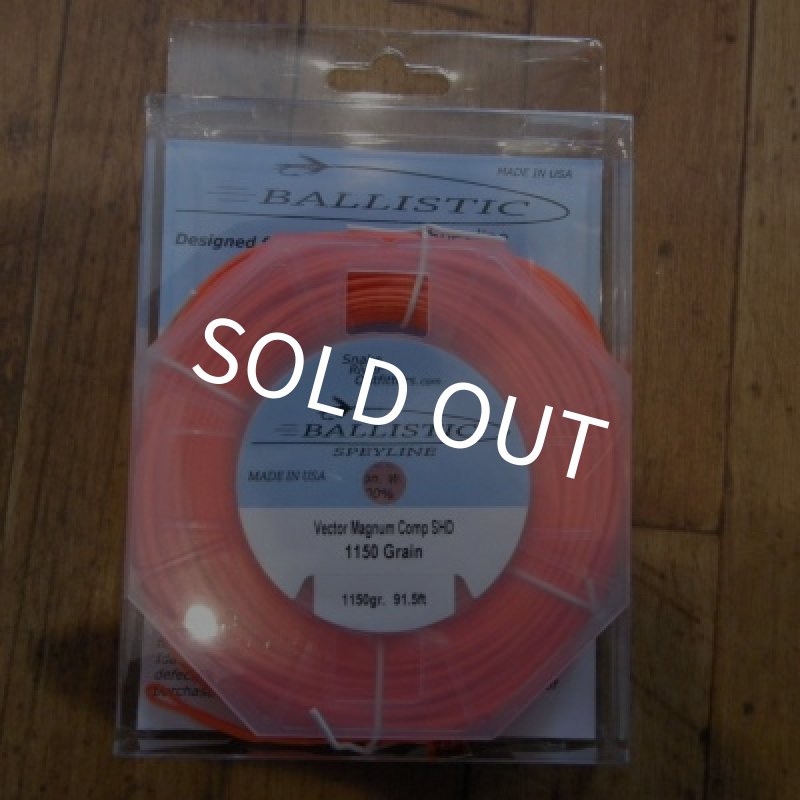 MADE IN USA
BALLISTIC
Designed
SOLD OUT
Snake
BALLISTIC
SPEYLINE
MADE IN USA
Vector Magnum Comp SHD
1150 Grain
1150gr. 91.5ft